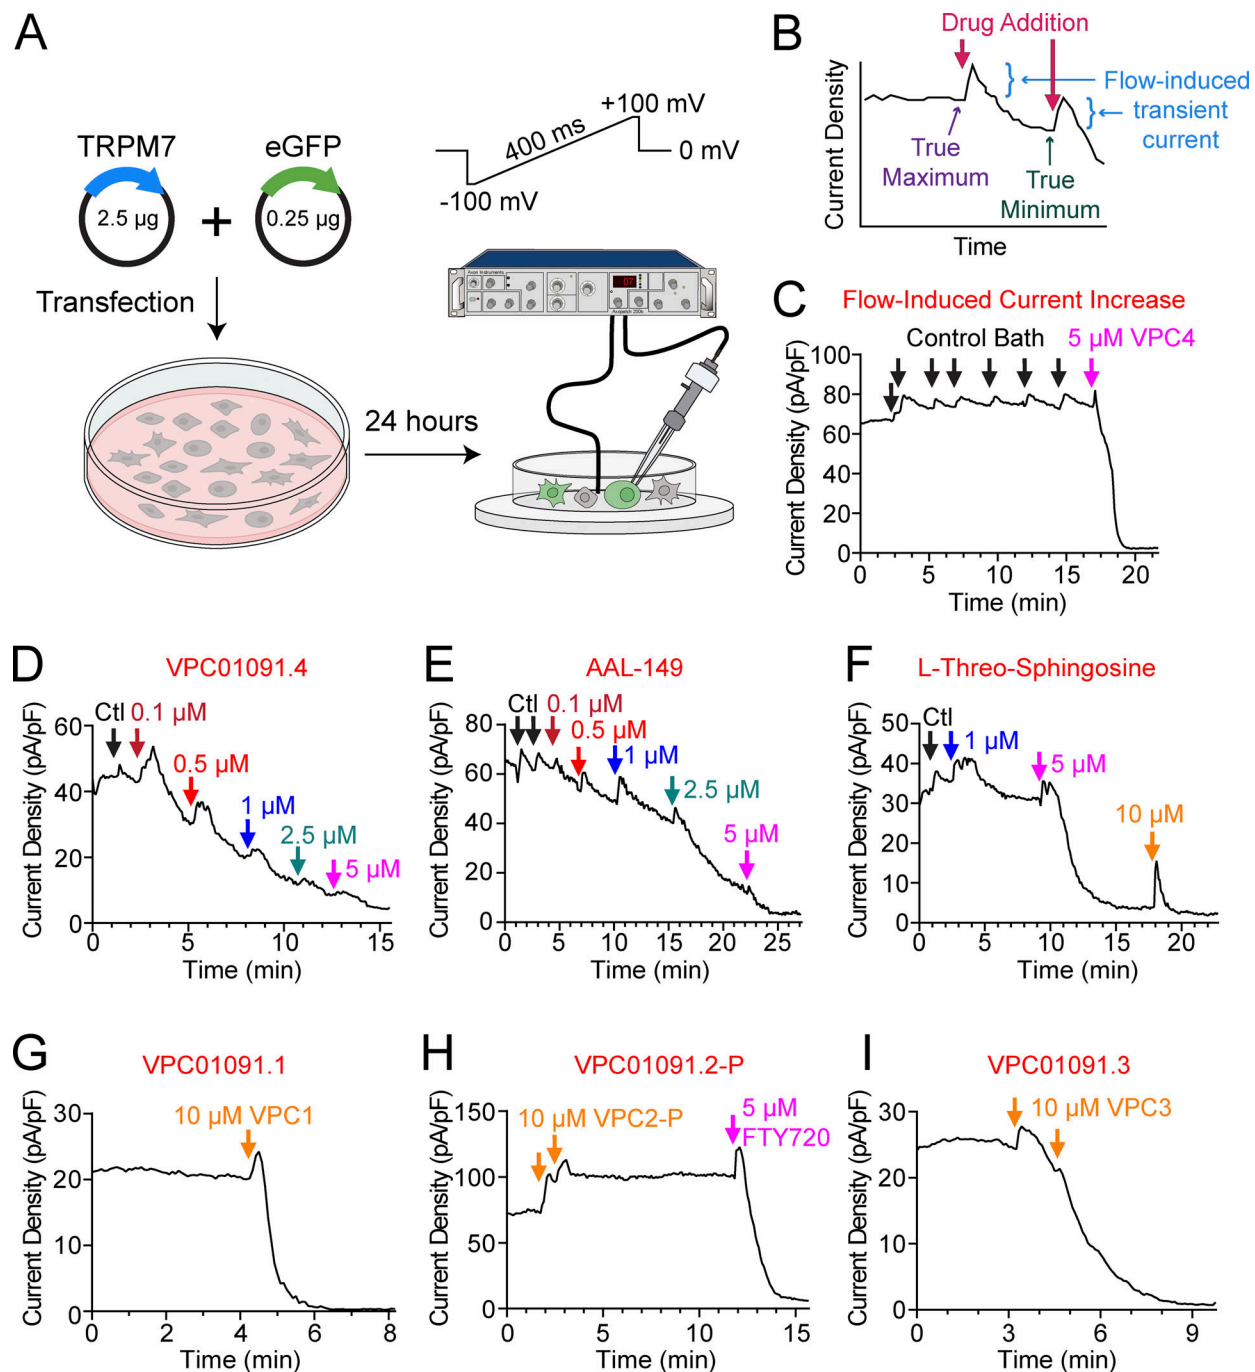 A
TRPM7
2.5 µg
+
eGFP
0.25 µg
Transfection
24 hours
+100 mV
400 ms
0 mV
-100 mV
Axon Instruments
07
Axopatch 200b
B
Drug Addition
Flow-induced
transient
current
True
Maximum
True
Minimum
Current Density
Time
C
Flow-Induced Current Increase
Control Bath
5 µM VPC4
Current Density (pA/pF)
100
80
60
40
20
0
0 5 10 15 20
Time (min)
D
VPC01091.4
Ctl
0.1 µM
0.5 µM
1 µM
2.5 µM
5 µM
Current Density (pA/pF)
60
40
20
0
0 5 10 15
Time (min)
E
AAL-149
Ctl
0.1 µM
0.5 µM
1 µM
2.5 µM
5 µM
Current Density (pA/pF)
80
60
40
20
0
0 5 10 15 20 25
Time (min)
F
L-Threo-Sphingosine
Ctl
1 µM
5 µM
10 µM
Current Density (pA/pF)
50
40
30
20
10
0
0 5 10 15 20
Time (min)
G
VPC01091.1
10 µM VPC1
Current Density (pA/pF)
30
20
10
0
0 2 4 6 8
Time (min)
H
VPC01091.2-P
10 µM VPC2-P
5 µM
FTY720
Current Density (pA/pF)
150
100
50
0
0 5 10 15
Time (min)
I
VPC01091.3
10 µM VPC3
Current Density (pA/pF)
30
20
10
0
0 3 6 9
Time (min)